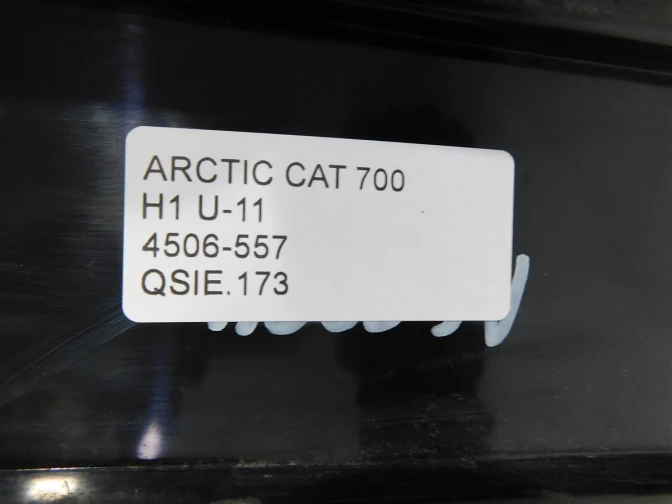 ARCTIC CAT 700
H1 U-11
4506-557
QSIE.173